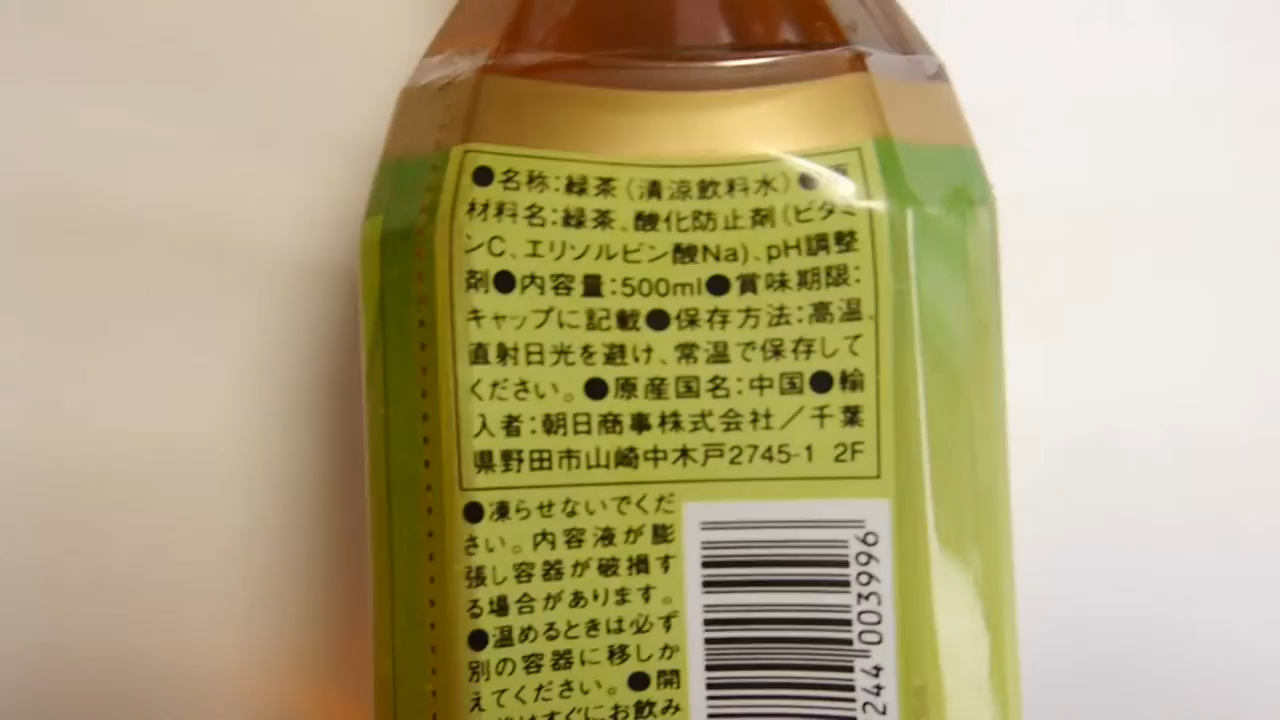 ●名称:緑茶(清涼飲料水)●原
材料名:緑茶、酸化防止剤(ビタミ
ンC、エリソルビン酸Na)、pH調整
剤●内容量:500ml●賞味期限:
キャップに記載●保存方法:高温、
直射日光を避け、常温で保存して
ください。●原産国名:中国●輸
入者:朝日商事株式会社/千葉
県野田市山崎中木戸2745-1 2F
●凍らせないでくだ
さい。内容液が膨
張し容器が破損す
る場合があります。
●温めるときは必ず
別の容器に移しか
えてください。●開
はすぐにお飲み
244 003996